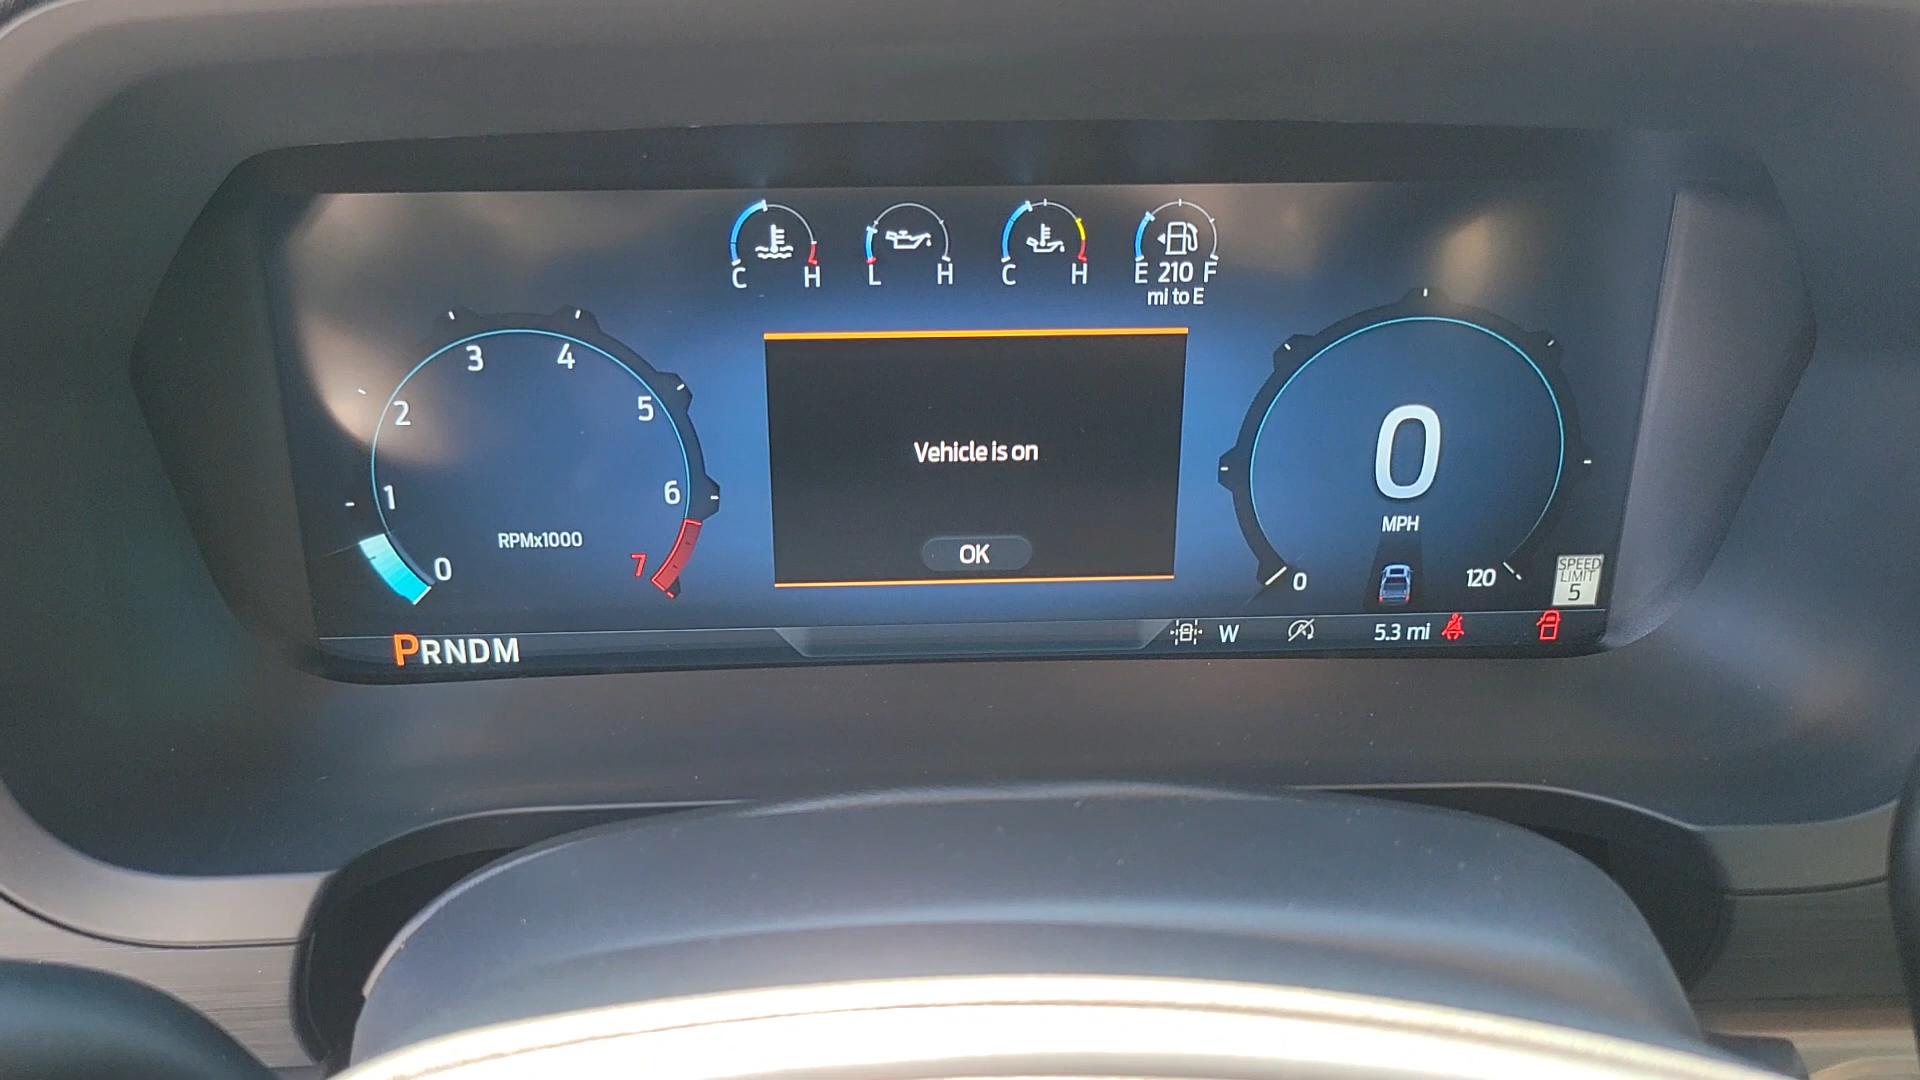 C H
L H
C H
E 210 F
mi to E
3 4
2 5
1 6
RPMx1000
0 7
Vehicle is on
OK
0
MPH
0 120
SPEED
LIMIT
5
PRNDM
W
5.3 mi